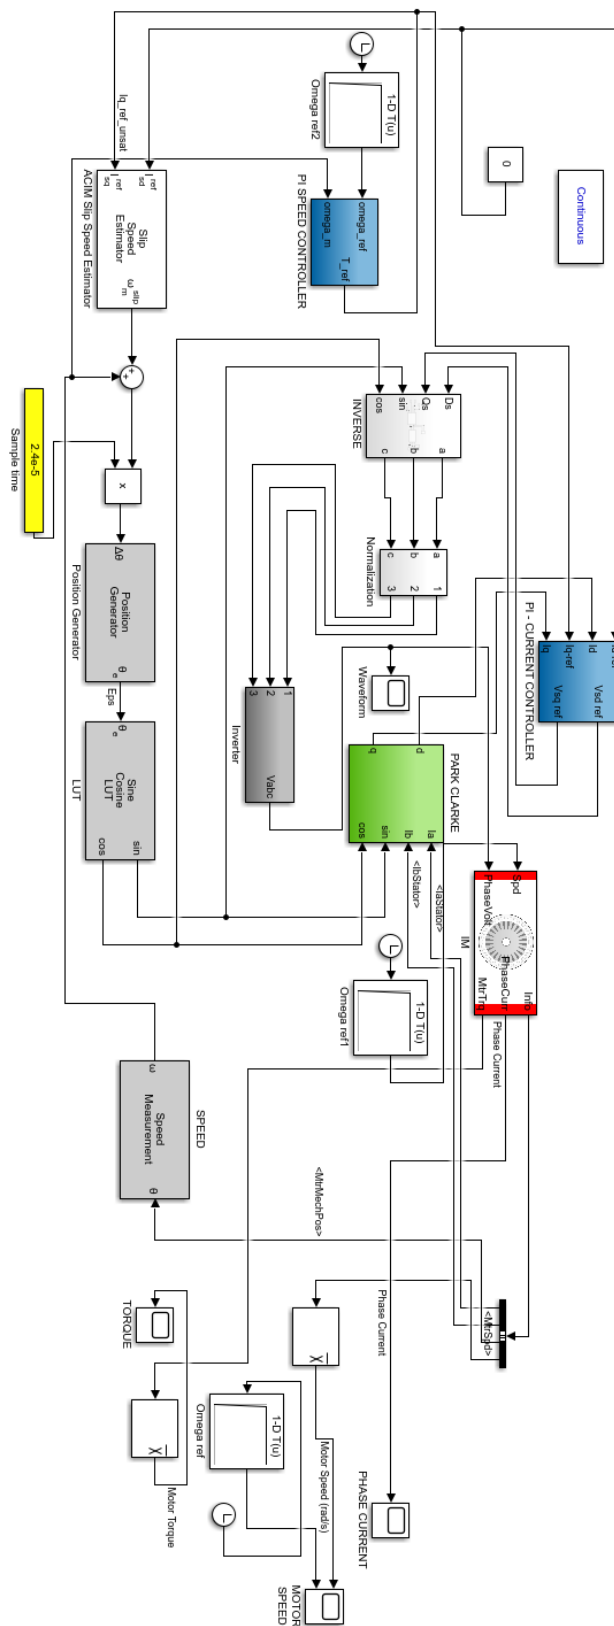 Continuous
0
L
1-D T(u)
Omega ref2
Iq_ref_unsat
I sd ref
I sq ref
Slip
Speed
Estimator
ω m slip
ACIM Slip Speed Estimator
omega_ref
omega_m
T_ref
PI SPEED CONTROLLER
+
+
2.4e-5
Sample time
x
Δθ
Position
Generator
θ e
Position Generator
Eps
θ e
Sine
Cosine
LUT
sin
cos
LUT
Ds
Qs
sin
cos
a
b
c
INVERSE
a
b
c
1
2
3
Normalization
1
2
3
Vabc
Inverter
Waveform
Id
Iq-ref
Iq
Vsd ref
Vsq ref
PI - CURRENT CONTROLLER
PARK CLARKE
d
q
Ia
Ib
sin
cos
<IaStator>
<IbStator>
Spd
PhaseVolt
Info
PhaseCurr
MtrTrq
IM
Phase Current
L
1-D T(u)
Omega ref1
SPEED
Speed
Measurement
ω
θ
<MtrMechPos>
<MtrSpd>
Phase Current
PHASE CURRENT
TORQUE
Motor Torque
1-D T(u)
Omega ref
L
Motor Speed (rad/s)
MOTOR
SPEED